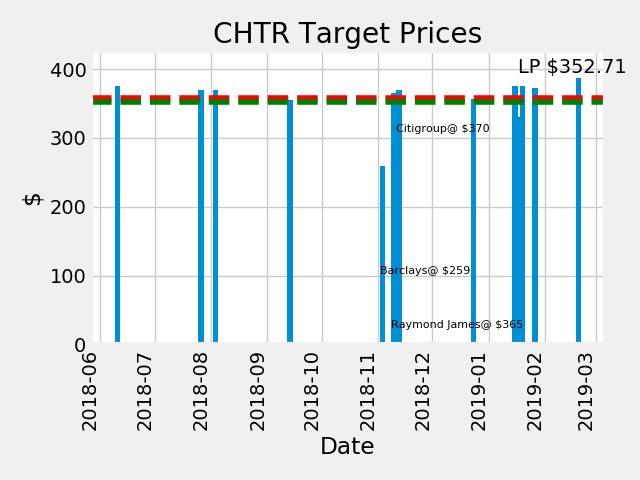 CHTR Target Prices
LP $352.71
400
300
200
100
0
$
Citigroup@ $370
Barclays@ $259
Raymond James@ $365
2018-06
2018-07
2018-08
2018-09
2018-10
2018-11
2018-12
2019-01
2019-02
2019-03
Date